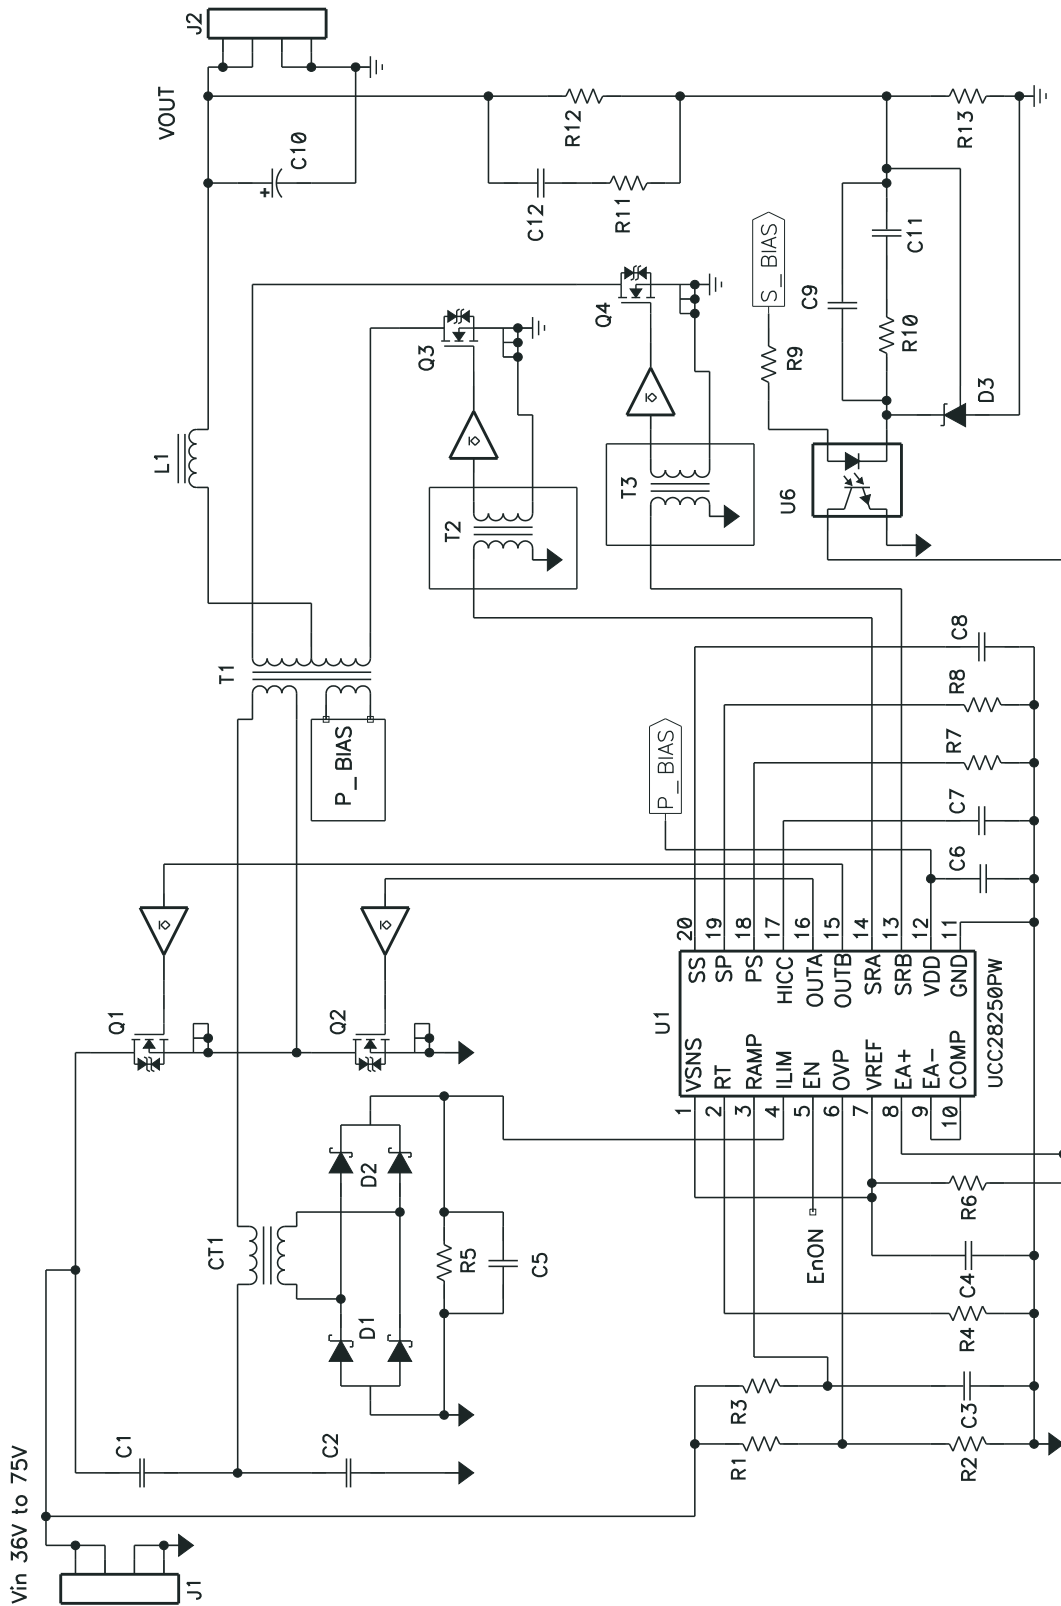 Vin 36V to 75V
J1
C1
C2
CT1
D1
D2
R5
C5
Q1
Q2
P_BIAS
T1
L1
VOUT
J2
C10
Q3
Q4
T2
T3
C12
R12
R11
S_BIAS
R9
C9
C11
R10
R13
D3
U6
P_BIAS
C8
R8
R7
C7
C6
U1
1 VSNS
2 RT
3 RAMP
4 ILIM
5 EN
6 OVP
7 VREF
8 EA+
9 EA-
10 COMP
SS 20
SP 19
PS 18
HICC 17
OUTA 16
OUTB 15
SRA 14
SRB 13
VDD 12
GND 11
UCC28250PW
EnON
R1
R3
R2
C3
R4
C4
R6